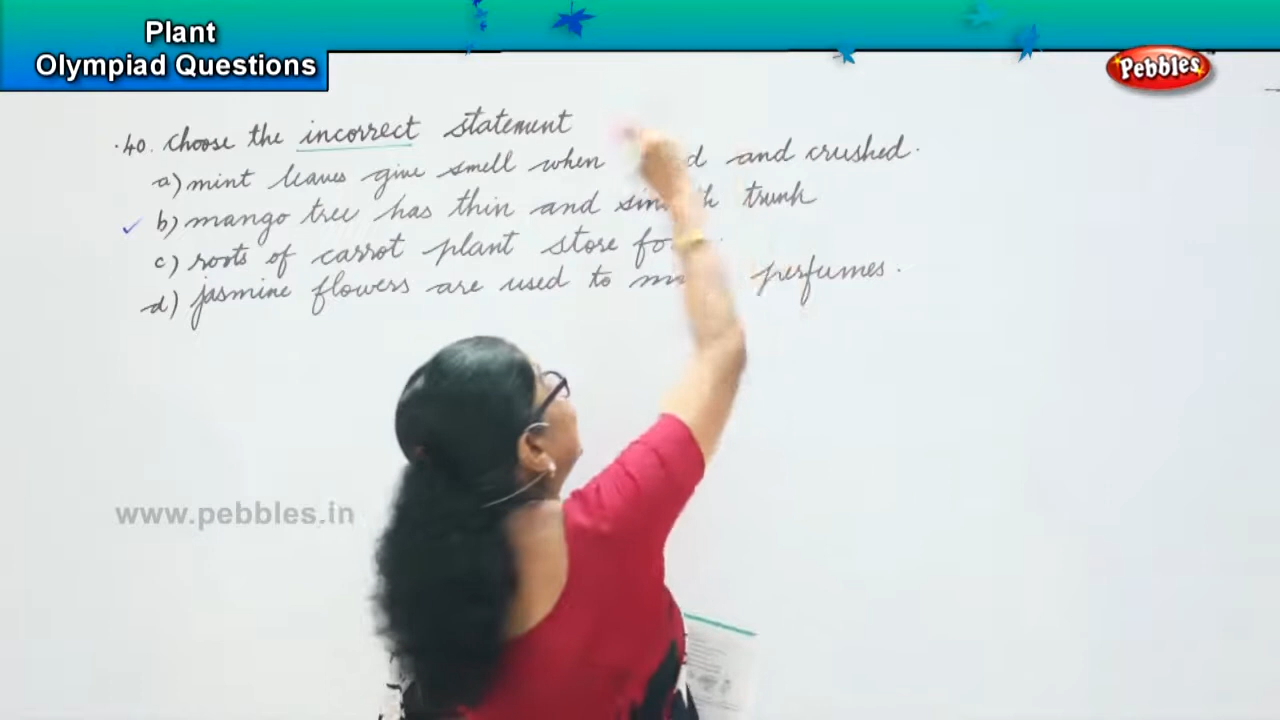 Plant
Olympiad Questions
Pebbles
40. Choose the incorrect statement
a) mint leaves give smell when and crushed.
b) mango tree has thin and trunk
c) roots of carrot plant store
d) jasmine flowers are used to perfumes.
www.pebbles.in